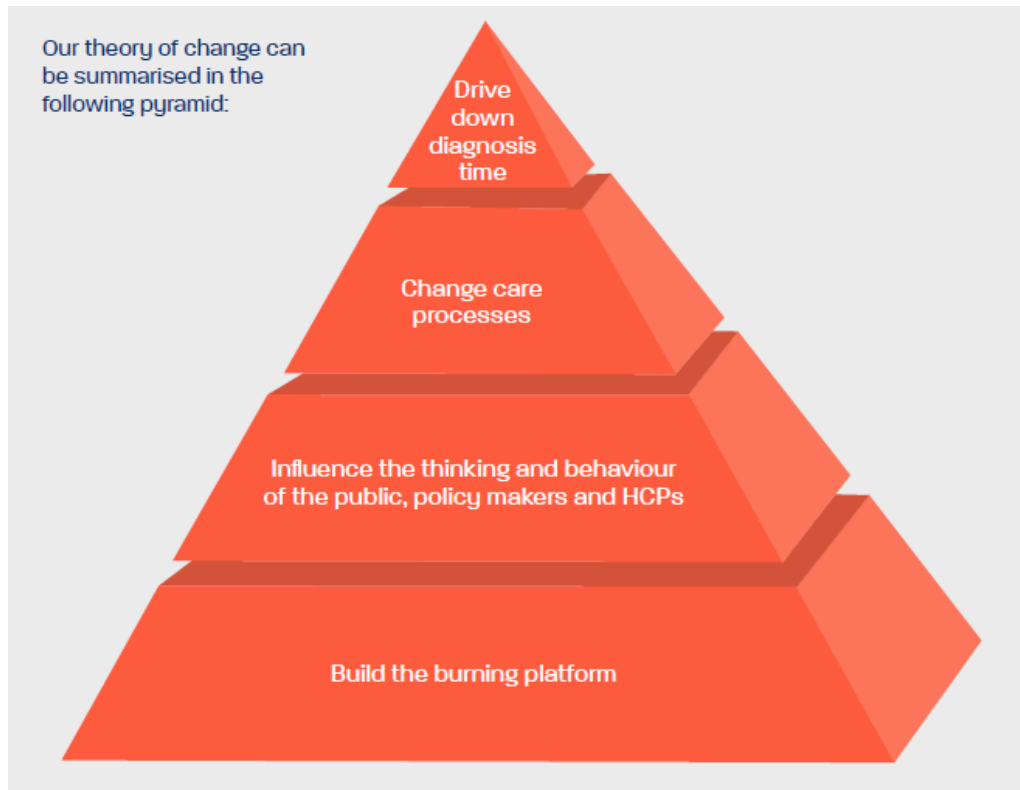 Our theory of change can
be summarised in the
following pyramid:
Drive
down
diagnosis
time
Change care
processes
Influence the thinking and behaviour
of the public, policy makers and HCPs
Build the burning platform